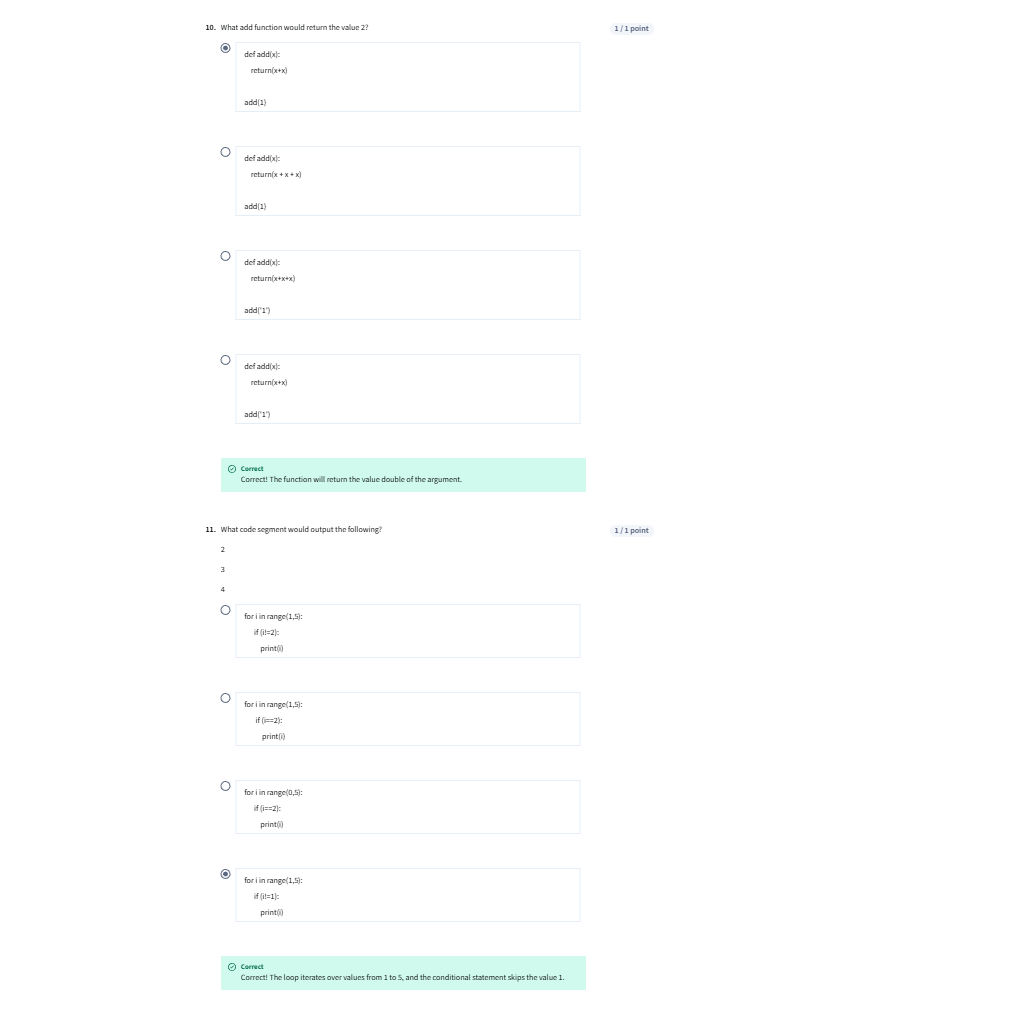 10. What add function would return the value 2?
1 / 1 point
def add(x):
return(x+x)
add(1)
def add(x):
return(x + x + x)
add(1)
def add(x):
return(x+x+x)
add('1')
def add(x):
return(x+x)
add('1')
Correct
Correct! The function will return the value double of the argument.
11. What code segment would output the following?
1 / 1 point
2
3
4
for i in range(1,5):
if (i!=2):
print(i)
for i in range(1,5):
if (i==2):
print(i)
for i in range(0,5):
if (i==2):
print(i)
for i in range(1,5):
if (i!=1):
print(i)
Correct
Correct! The loop iterates over values from 1 to 5, and the conditional statement skips the value 1.